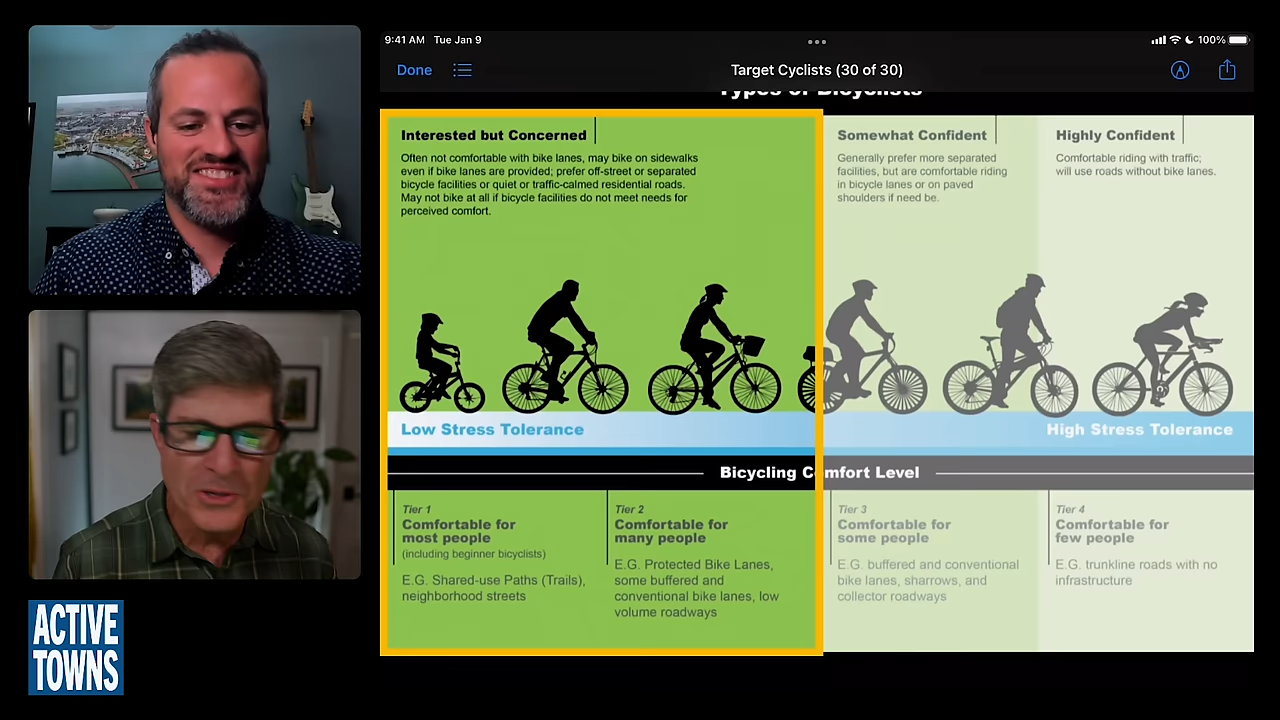 9:41 AM Tue Jan 9
100%
Done
Target Cyclists (30 of 30)
Types of Bicyclists
Interested but Concerned
Often not comfortable with bike lanes, may bike on sidewalks
even if bike lanes are provided; prefer off-street or separated
bicycle facilities or quiet or traffic-calmed residential roads.
May not bike at all if bicycle facilities do not meet needs for
perceived comfort.
Somewhat Confident
Generally prefer more separated
facilities, but are comfortable riding
in bicycle lanes or on paved
shoulders if need be.
Highly Confident
Comfortable riding with traffic;
will use roads without bike lanes.
Low Stress Tolerance
High Stress Tolerance
Bicycling Comfort Level
Tier 1
Comfortable for
most people
(including beginner bicyclists)
E.G. Shared-use Paths (Trails),
neighborhood streets
Tier 2
Comfortable for
many people
E.G. Protected Bike Lanes,
some buffered and
conventional bike lanes, low
volume roadways
Tier 3
Comfortable for
some people
E.G. buffered and conventional
bike lanes, sharrows, and
collector roadways
Tier 4
Comfortable for
few people
E.G. trunkline roads with no
infrastructure
ACTIVE
TOWNS